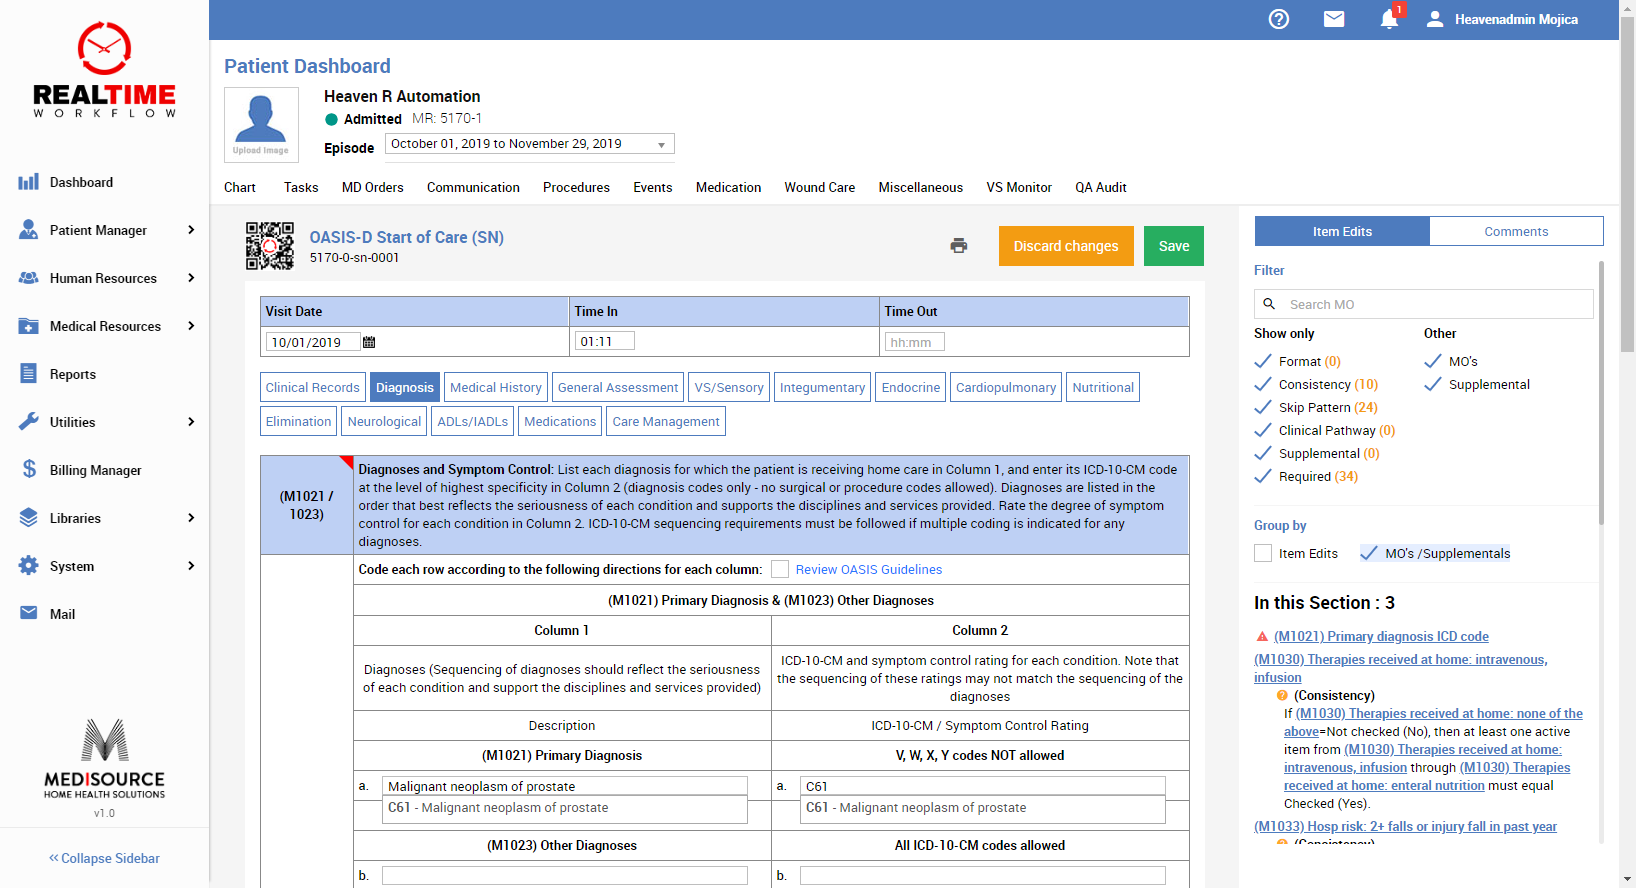 1
Heavenadmin Mojica
REALTIME
WORKFLOW
Dashboard
Patient Manager
Human Resources
Medical Resources
Reports
Utilities
Billing Manager
Libraries
System
Mail
MEDISOURCE
HOME HEALTH SOLUTIONS
v1.0
Collapse Sidebar
Patient Dashboard
Upload Image
Heaven R Automation
Admitted MR: 5170-1
Episode October 01, 2019 to November 29, 2019
Chart Tasks MD Orders Communication Procedures Events Medication Wound Care Miscellaneous VS Monitor QA Audit
OASIS-D Start of Care (SN)
5170-0-sn-0001
Discard changes Save
Visit Date Time In Time Out
10/01/2019 01:11 hh:mm
Clinical Records Diagnosis Medical History General Assessment VS/Sensory Integumentary Endocrine Cardiopulmonary Nutritional
Elimination Neurological ADLs/IADLs Medications Care Management
(M1021 /
1023)
Diagnoses and Symptom Control: List each diagnosis for which the patient is receiving home care in Column 1, and enter its ICD-10-CM code
at the level of highest specificity in Column 2 (diagnosis codes only - no surgical or procedure codes allowed). Diagnoses are listed in the
order that best reflects the seriousness of each condition and supports the disciplines and services provided. Rate the degree of symptom
control for each condition in Column 2. ICD-10-CM sequencing requirements must be followed if multiple coding is indicated for any
diagnoses.
Code each row according to the following directions for each column: Review OASIS Guidelines
(M1021) Primary Diagnosis & (M1023) Other Diagnoses
Column 1 Column 2
Diagnoses (Sequencing of diagnoses should reflect the seriousness
of each condition and support the disciplines and services provided)
ICD-10-CM and symptom control rating for each condition. Note that
the sequencing of these ratings may not match the sequencing of the
diagnoses
Description ICD-10-CM / Symptom Control Rating
(M1021) Primary Diagnosis V, W, X, Y codes NOT allowed
a. Malignant neoplasm of prostate a. C61
C61 - Malignant neoplasm of prostate C61 - Malignant neoplasm of prostate
(M1023) Other Diagnoses All ICD-10-CM codes allowed
b. b.
Item Edits Comments
Filter
Search MO
Show only Other
Format (0) MO's
Consistency (10) Supplemental
Skip Pattern (24)
Clinical Pathway (0)
Supplemental (0)
Required (34)
Group by
Item Edits MO's /Supplementals
In this Section : 3
(M1021) Primary diagnosis ICD code
(M1030) Therapies received at home: intravenous,
infusion
(Consistency)
If (M1030) Therapies received at home: none of the
above=Not checked (No), then at least one active
item from (M1030) Therapies received at home:
intravenous, infusion through (M1030) Therapies
received at home: enteral nutrition must equal
Checked (Yes).
(M1033) Hosp risk: 2+ falls or injury fall in past year
(Consistency)